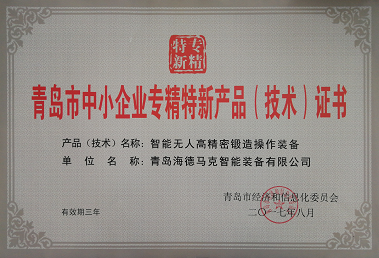 专精特新
青岛市中小企业专精特新产品（技术）证书
产品（技术）名称：智能无人高精密锻造操作装备
单位名称：青岛海德马克智能装备有限公司
青岛市经济和信息化委员会
有效期三年
二〇一七年八月